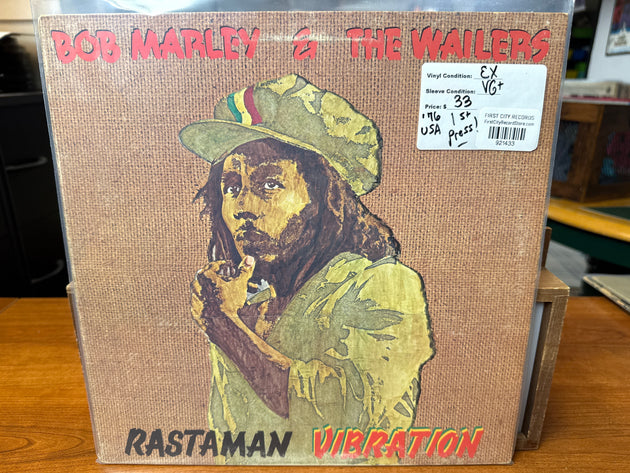 BOB MARLEY & THE WAILERS
Vinyl Condition: EX
Sleeve Condition: VG+
Price: $ 33
'76 1st
USA Press!
FIRST CITY RECORDS
FirstCityRecordStore.com
921433
RASTAMAN VIBRATION